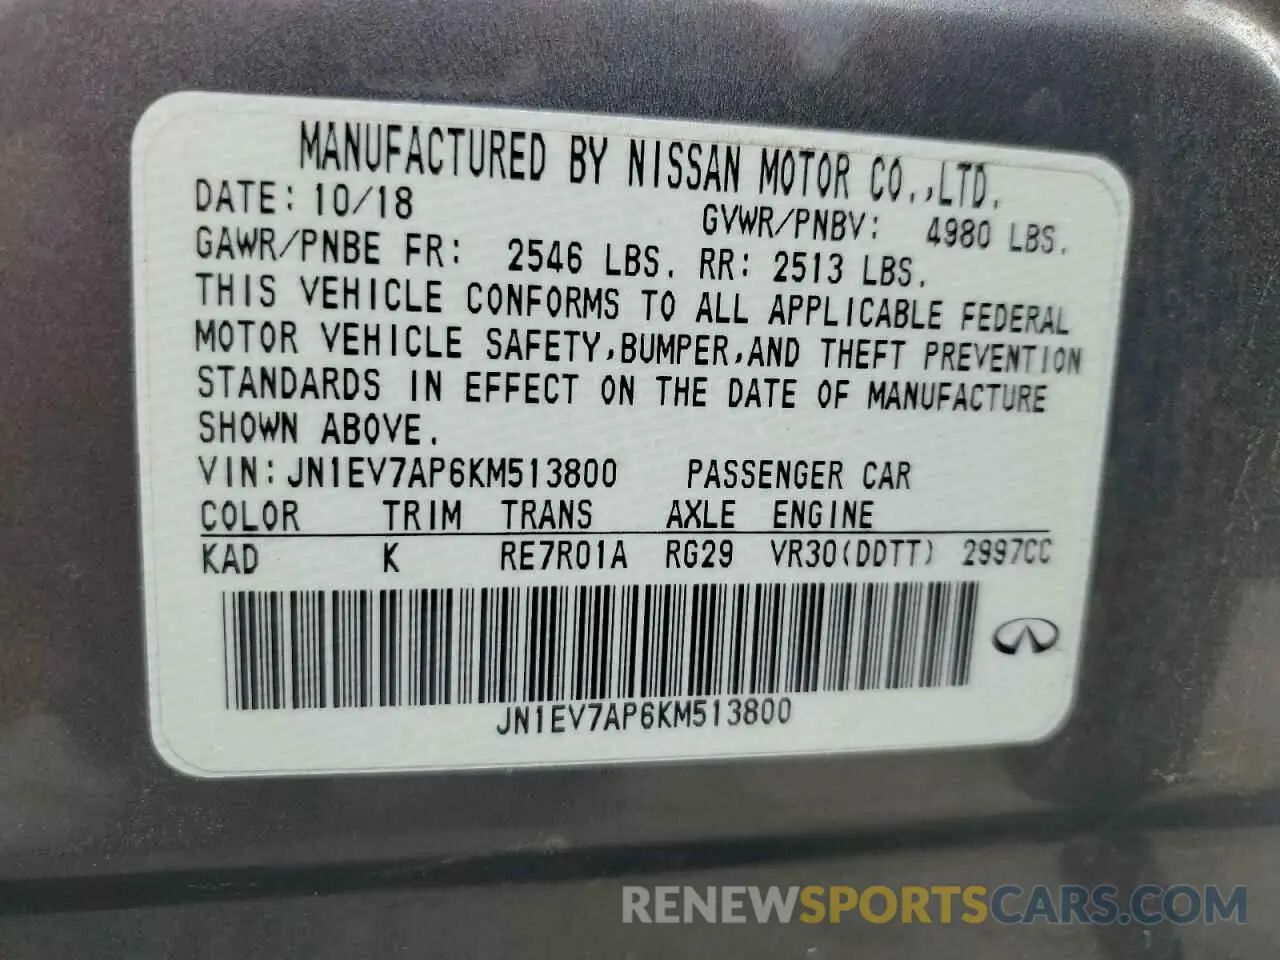 MANUFACTURED BY NISSAN MOTOR CO.,LTD.
DATE: 10/18 GVWR/PNBV: 4980 LBS.
GAWR/PNBE FR: 2546 LBS. RR: 2513 LBS.
THIS VEHICLE CONFORMS TO ALL APPLICABLE FEDERAL
MOTOR VEHICLE SAFETY,BUMPER,AND THEFT PREVENTION
STANDARDS IN EFFECT ON THE DATE OF MANUFACTURE
SHOWN ABOVE.
VIN: JN1EV7AP6KM513800 PASSENGER CAR
COLOR TRIM TRANS AXLE ENGINE
KAD K RE7R01A RG29 VR30(DDTT) 2997CC
JN1EV7AP6KM513800
RENEWSPORTSCARS.COM